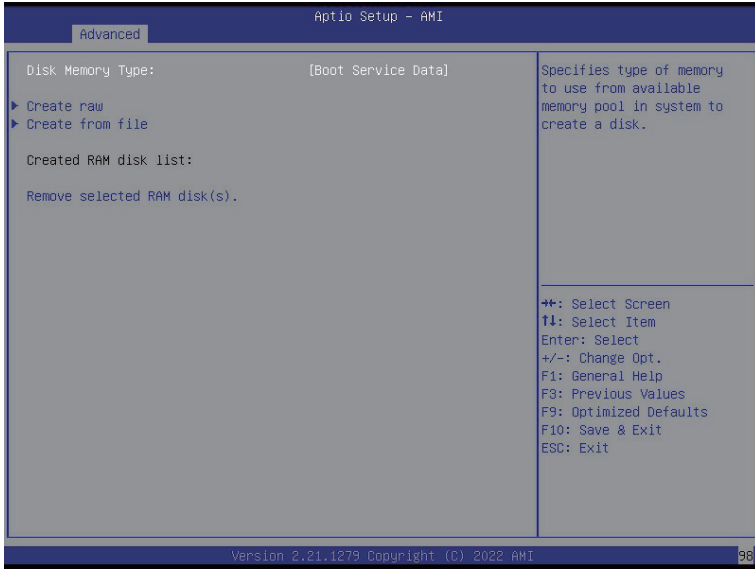 Aptio Setup - AMI
Advanced
Disk Memory Type: [Boot Service Data]
▶ Create raw
▶ Create from file
Created RAM disk list:
Remove selected RAM disk(s).
Specifies type of memory
to use from available
memory pool in system to
create a disk.
→←: Select Screen
↑↓: Select Item
Enter: Select
+/-: Change Opt.
F1: General Help
F3: Previous Values
F9: Optimized Defaults
F10: Save & Exit
ESC: Exit
Version 2.21.1279 Copyright (C) 2022 AMI
98